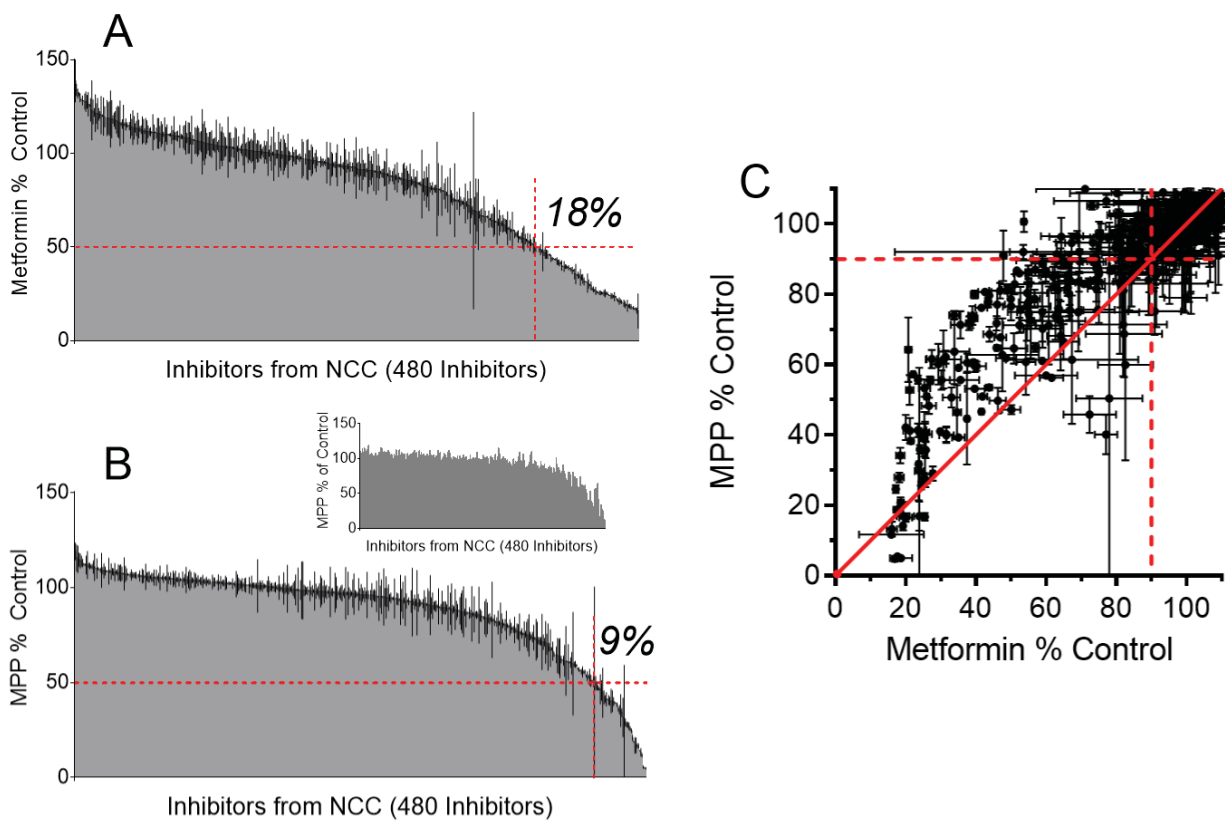 A
150
100
50
0
Metformin % Control
18%
Inhibitors from NCC (480 Inhibitors)
B
150
100
50
0
MPP % Control
9%
Inhibitors from NCC (480 Inhibitors)
150
100
50
0
MPP % of Control
Inhibitors from NCC (480 Inhibitors)
C
100
80
60
40
20
0
MPP % Control
0 20 40 60 80 100
Metformin % Control